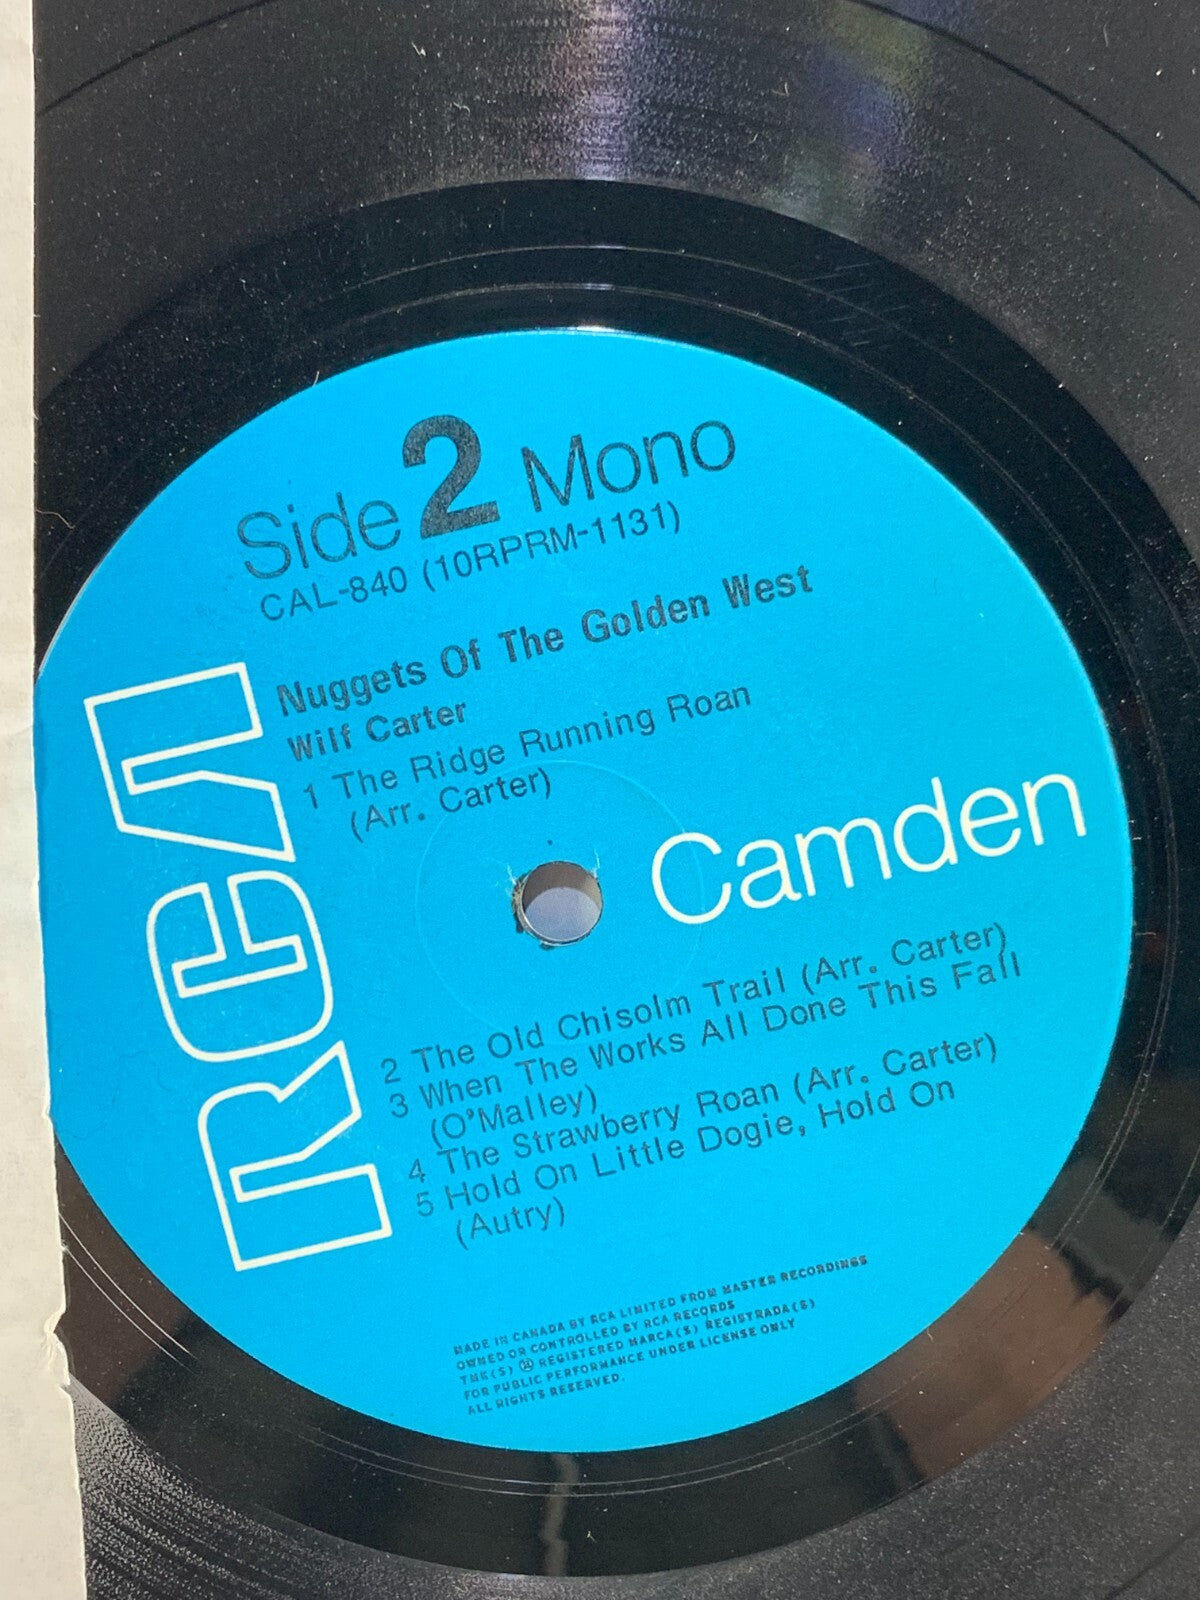 Side 2 Mono
CAL-840 (10RPRM-1131)
Nuggets Of The Golden West
Wilf Carter
1 The Ridge Running Roan
(Arr. Carter)
RCA
Camden
2 The Old Chisolm Trail (Arr. Carter)
3 When The Works All Done This Fall
(O'Malley)
4 The Strawberry Roan (Arr. Carter)
5 Hold On Little Dogie, Hold On
(Autry)
MADE IN CANADA BY RCA LIMITED FROM MASTER RECORDINGS
OWNED OR CONTROLLED BY RCA RECORDS
TMK(S) ® REGISTERED MARCA(S) REGISTRADA(S)
FOR PUBLIC PERFORMANCE UNDER LICENSE ONLY
ALL RIGHTS RESERVED.